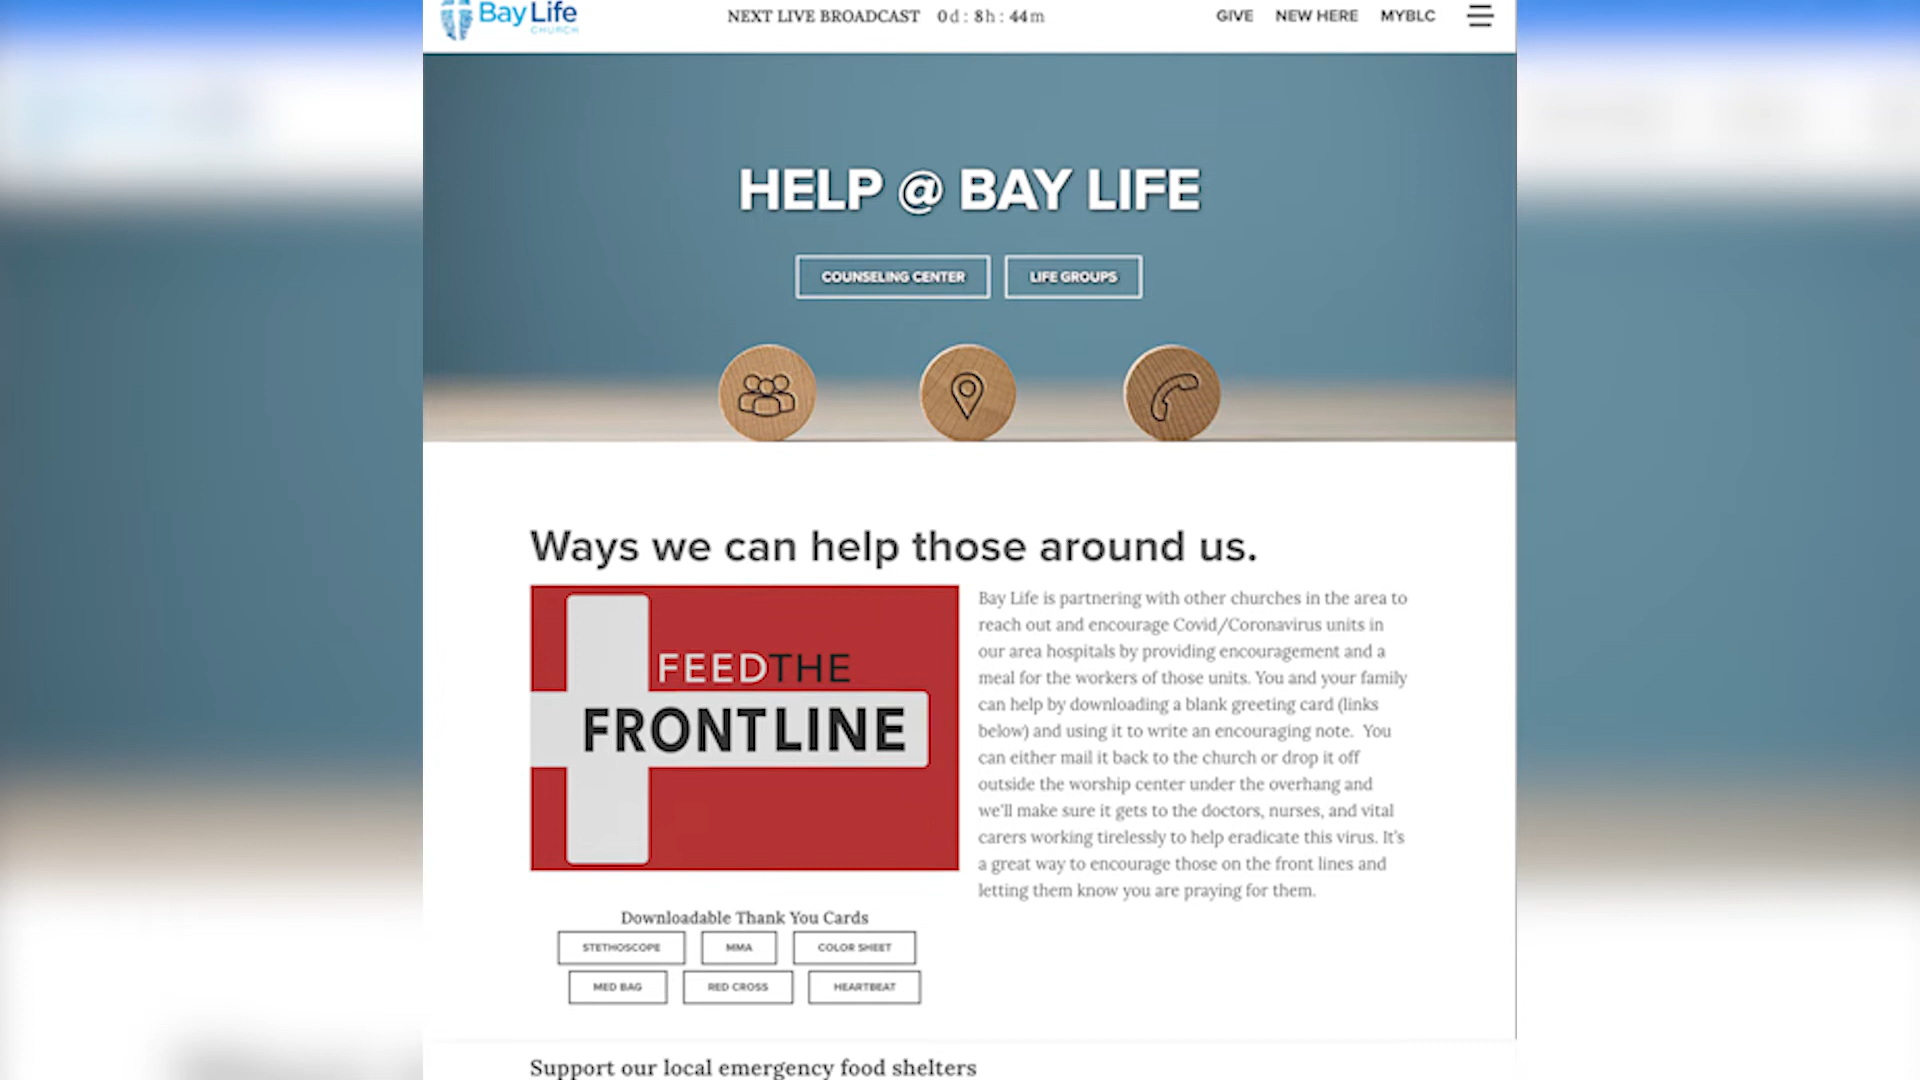 Bay Life
CHURCH
NEXT LIVE BROADCAST 0d : 8h : 44m
GIVE NEW HERE MYBLC
HELP @ BAY LIFE
COUNSELING CENTER LIFE GROUPS
Ways we can help those around us.
FEEDTHE
FRONTLINE
Bay Life is partnering with other churches in the area to
reach out and encourage Covid/Coronavirus units in
our area hospitals by providing encouragement and a
meal for the workers of those units. You and your family
can help by downloading a blank greeting card (links
below) and using it to write an encouraging note. You
can either mail it back to the church or drop it off
outside the worship center under the overhang and
we'll make sure it gets to the doctors, nurses, and vital
carers working tirelessly to help eradicate this virus. It's
a great way to encourage those on the front lines and
letting them know you are praying for them.
Downloadable Thank You Cards
STETHOSCOPE MMA COLOR SHEET
MED BAG RED CROSS HEARTBEAT
Support our local emergency food shelters